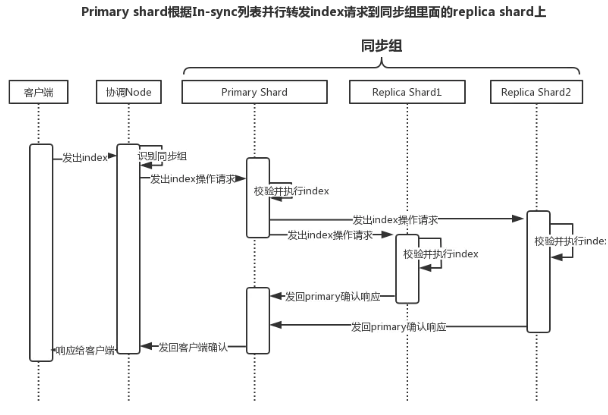 Primary shard根据In-sync列表并行转发index请求到同步组里面的replica shard上
同步组
客户端
协调Node
Primary Shard
Replica Shard1
Replica Shard2
发出index
识别同步组
发出index操作请求
校验并执行index
发出index操作请求
发出index操作请求
校验并执行index
校验并执行index
发回primary确认响应
发回primary确认响应
发回客户端确认
响应给客户端